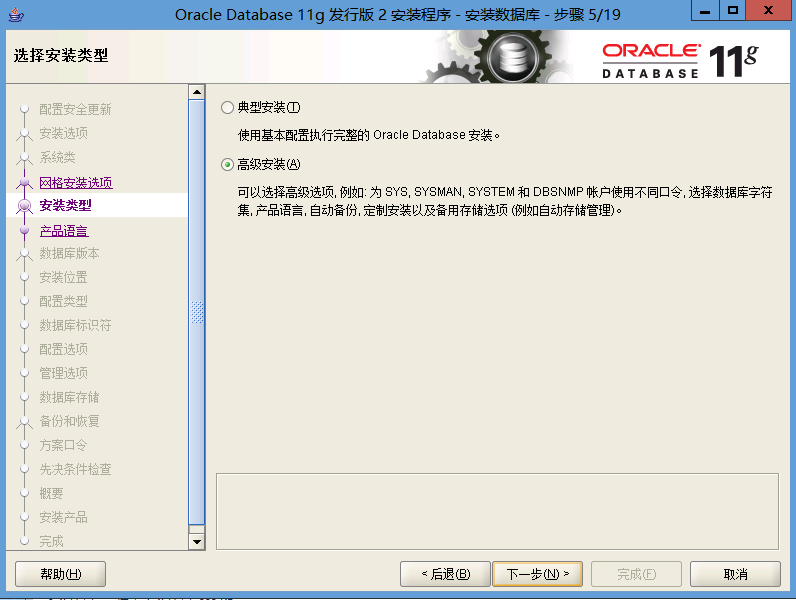 Oracle Database 11g 发行版 2 安装程序 - 安装数据库 - 步骤 5/19
选择安装类型
ORACLE
DATABASE
11g
配置安全更新
安装选项
系统类
网格安装选项
安装类型
产品语言
数据库版本
安装位置
配置类型
数据库标识符
配置选项
管理选项
数据库存储
备份和恢复
方案口令
先决条件检查
概要
安装产品
完成
典型安装(T)
使用基本配置执行完整的 Oracle Database 安装。
高级安装(A)
可以选择高级选项, 例如: 为 SYS, SYSMAN, SYSTEM 和 DBSNMP 帐户使用不同口令, 选择数据库字符
集, 产品语言, 自动备份, 定制安装以及备用存储选项 (例如自动存储管理)。
帮助(H)
< 后退(B)
下一步(N) >
完成(F)
取消